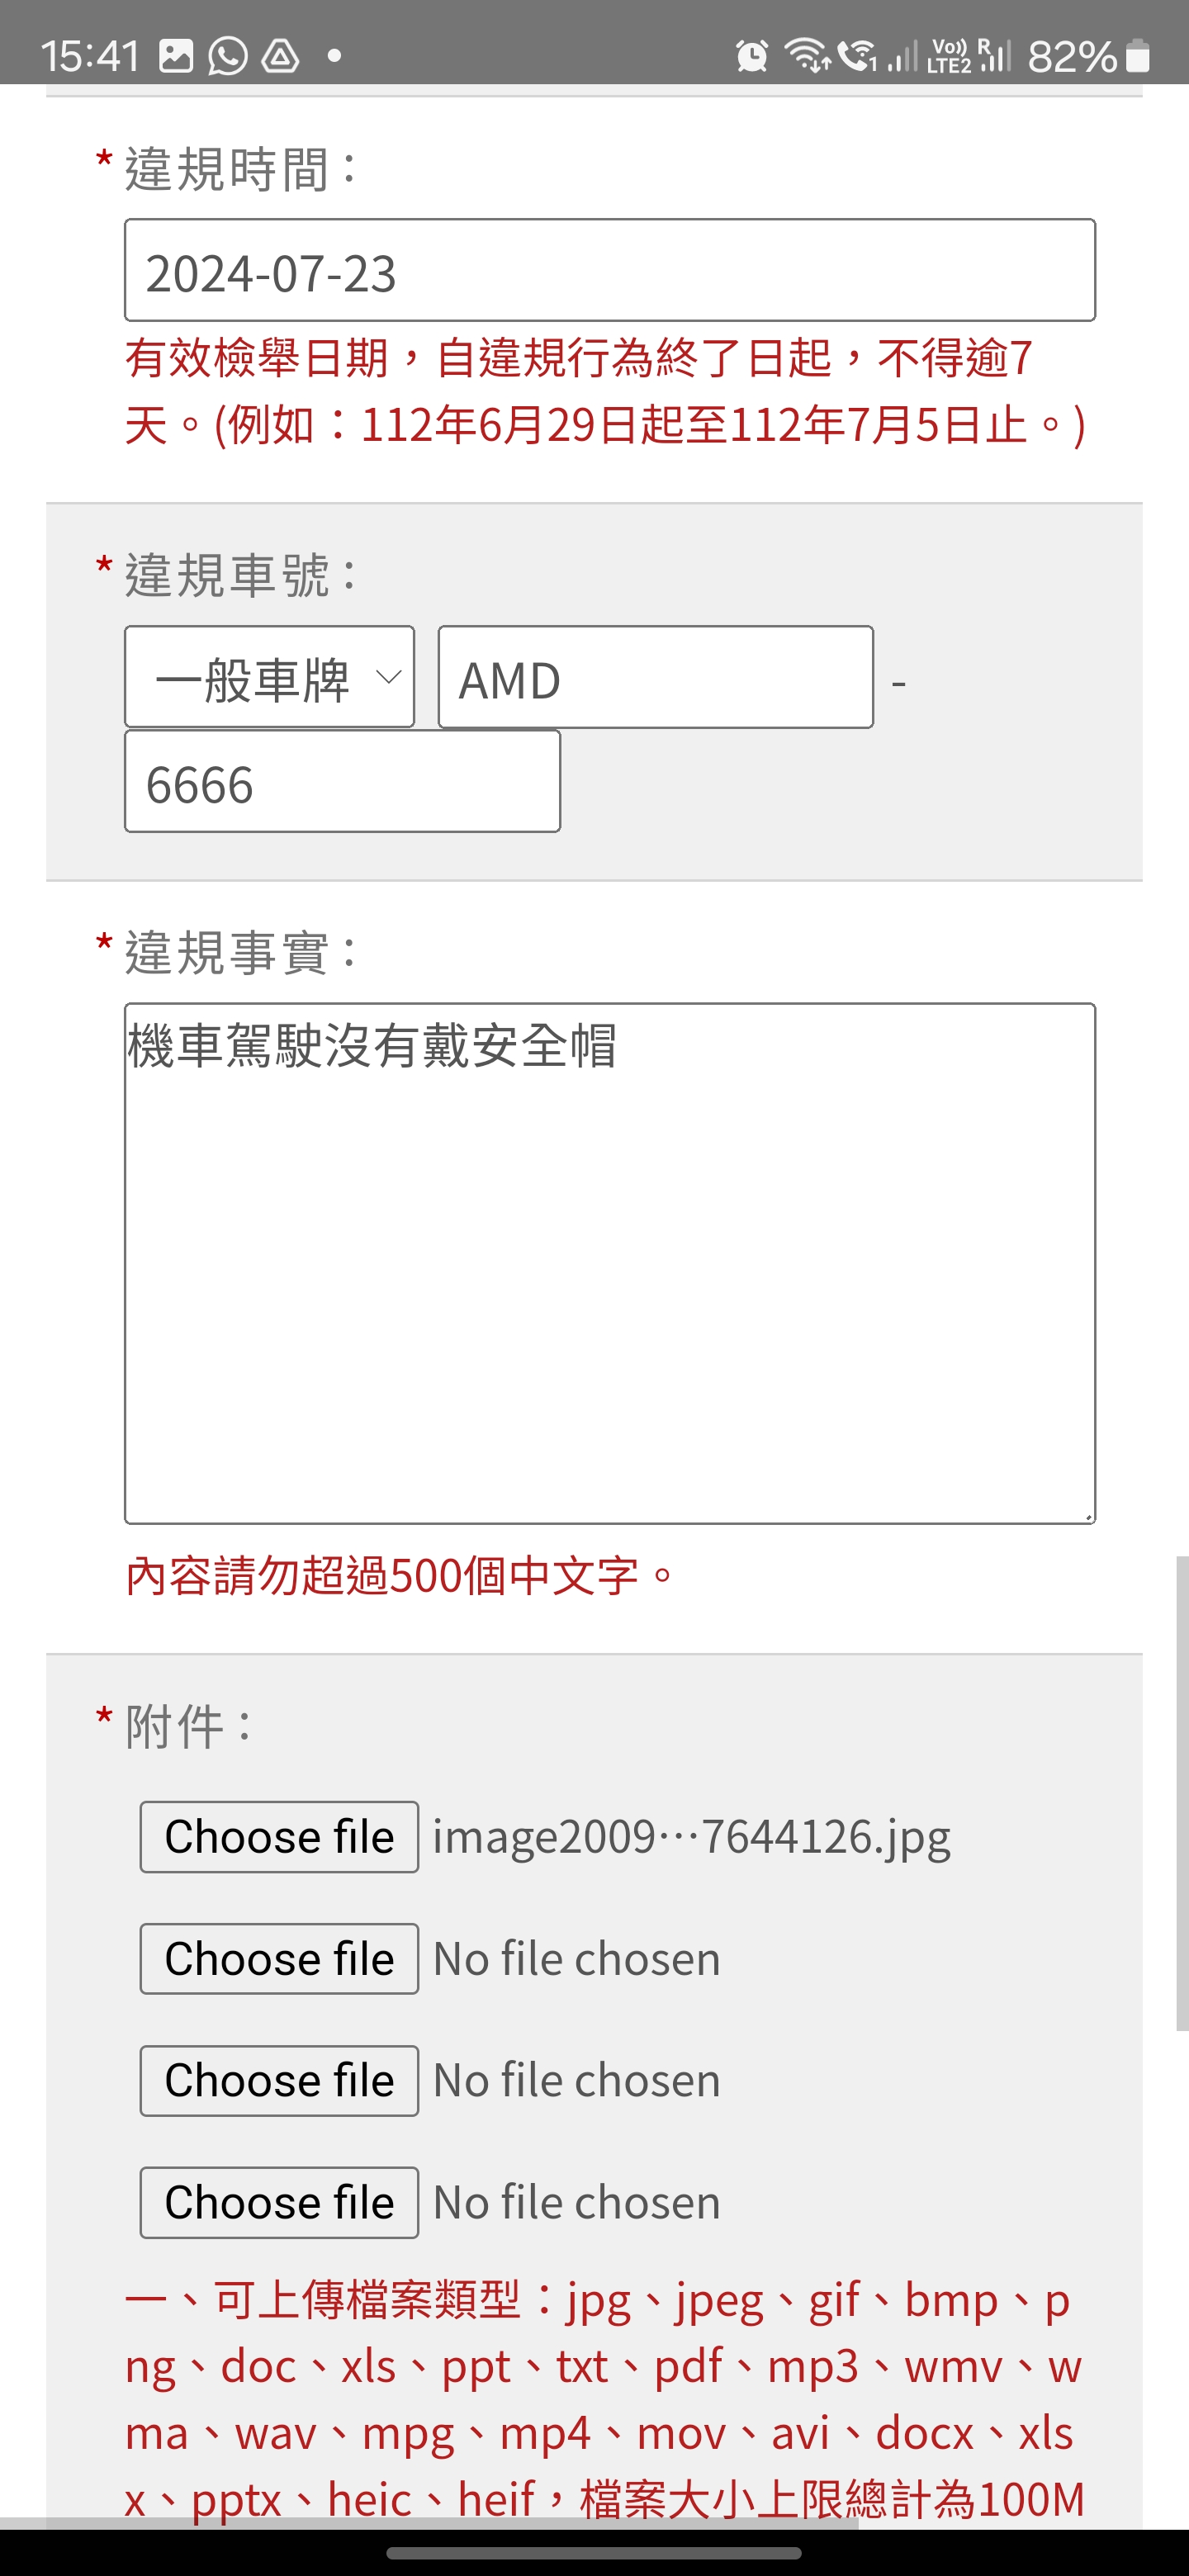 15:41
Vo)) R
LTE2
1
82%
*違規時間：
2024-07-23
有效檢舉日期，自違規行為終了日起，不得逾7
天。(例如：112年6月29日起至112年7月5日止。)
*違規車號：
一般車牌 AMD -
6666
*違規事實：
機車駕駛沒有戴安全帽
內容請勿超過500個中文字。
*附件：
Choose file image2009…7644126.jpg
Choose file No file chosen
Choose file No file chosen
Choose file No file chosen
一、可上傳檔案類型：jpg、jpeg、gif、bmp、p
ng、doc、xls、ppt、txt、pdf、mp3、wmv、w
ma、wav、mpg、mp4、mov、avi、docx、xls
x、pptx、heic、heif，檔案大小上限總計為100M